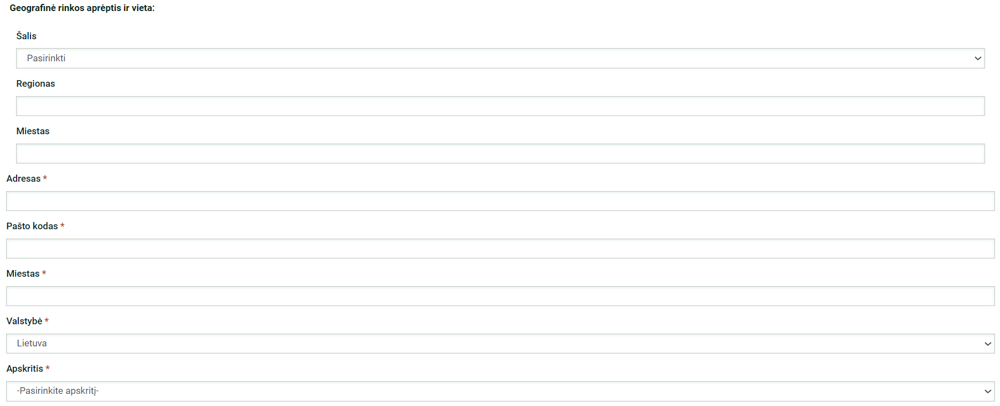 Geografinė rinkos aprėptis ir vieta:
Šalis
Pasirinkti
Regionas
Miestas
Adresas *
Pašto kodas *
Miestas *
Valstybė *
Lietuva
Apskritis *
-Pasirinkite apskritį-